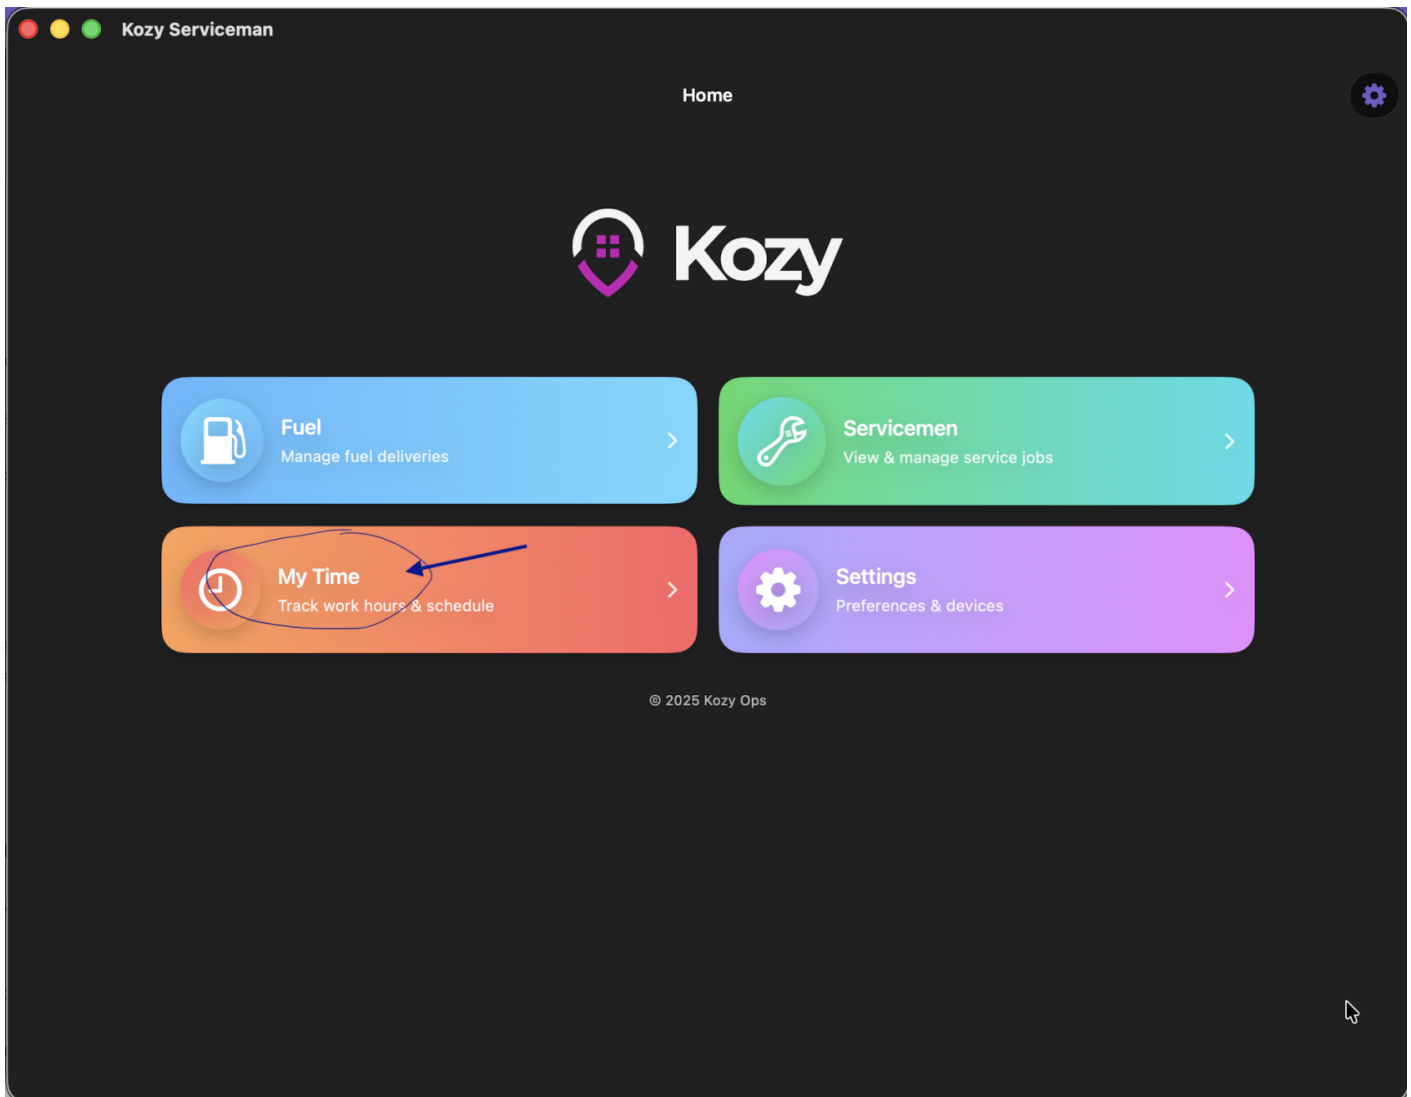 Kozy Serviceman
Home
Kozy
Fuel
Manage fuel deliveries
Servicemen
View & manage service jobs
My Time
Track work hours & schedule
Settings
Preferences & devices
© 2025 Kozy Ops